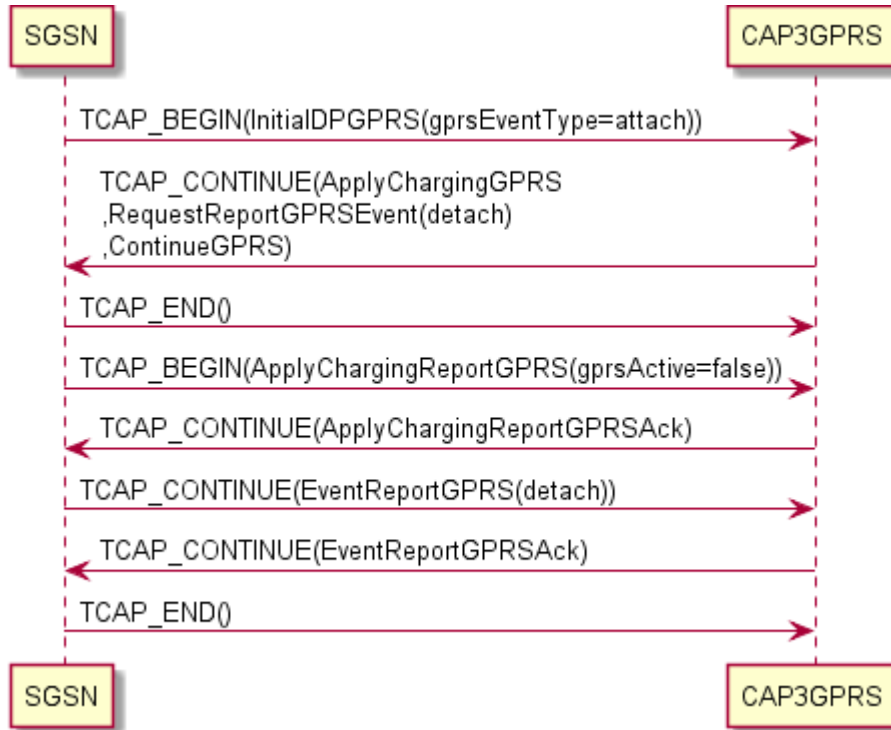 SGSN
CAP3GPRS
TCAP_BEGIN(InitialDPGPRS(gprsEventType=attach))
TCAP_CONTINUE(ApplyChargingGPRS
,RequestReportGPRSEvent(detach)
,ContinueGPRS)
TCAP_END()
TCAP_BEGIN(ApplyChargingReportGPRS(gprsActive=false))
TCAP_CONTINUE(ApplyChargingReportGPRSAck)
TCAP_CONTINUE(EventReportGPRS(detach))
TCAP_CONTINUE(EventReportGPRSAck)
TCAP_END()
SGSN
CAP3GPRS